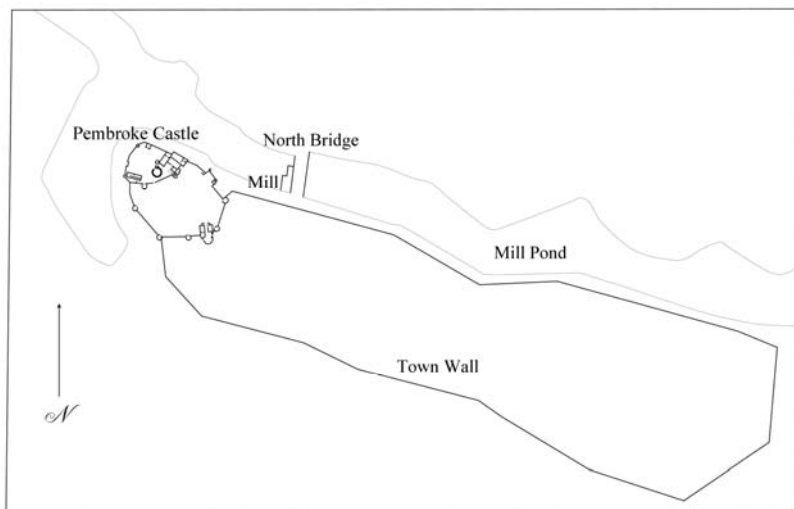 Pembroke Castle
North Bridge
Mill
Mill Pond
Town Wall
N